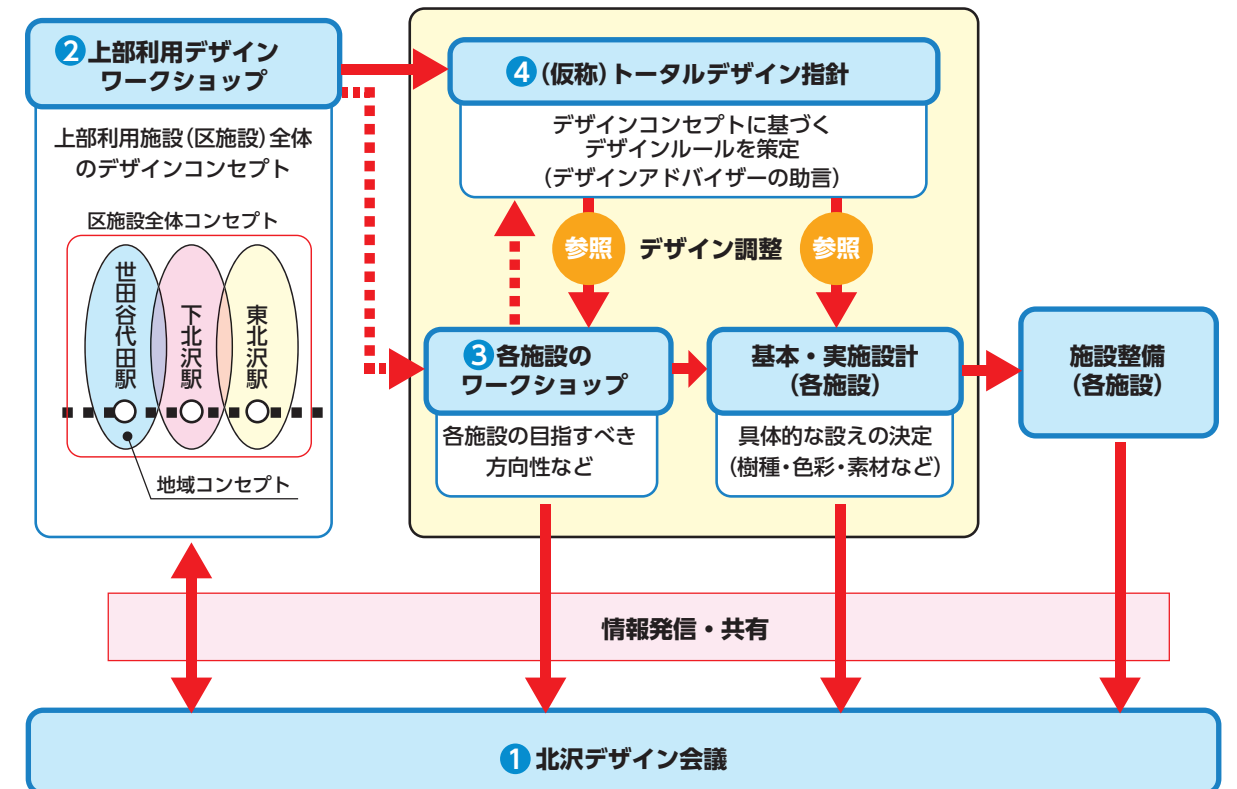 ❷上部利用デザイン
ワークショップ
上部利用施設(区施設)全体
のデザインコンセプト
区施設全体コンセプト
世田谷代田駅
下北沢駅
東北沢駅
地域コンセプト
❹(仮称)トータルデザイン指針
デザインコンセプトに基づく
デザインルールを策定
(デザインアドバイザーの助言)
参照
デザイン調整
参照
❸各施設の
ワークショップ
各施設の目指すべき
方向性など
基本・実施設計
(各施設)
具体的な設えの決定
(樹種・色彩・素材など)
施設整備
(各施設)
情報発信・共有
❶北沢デザイン会議